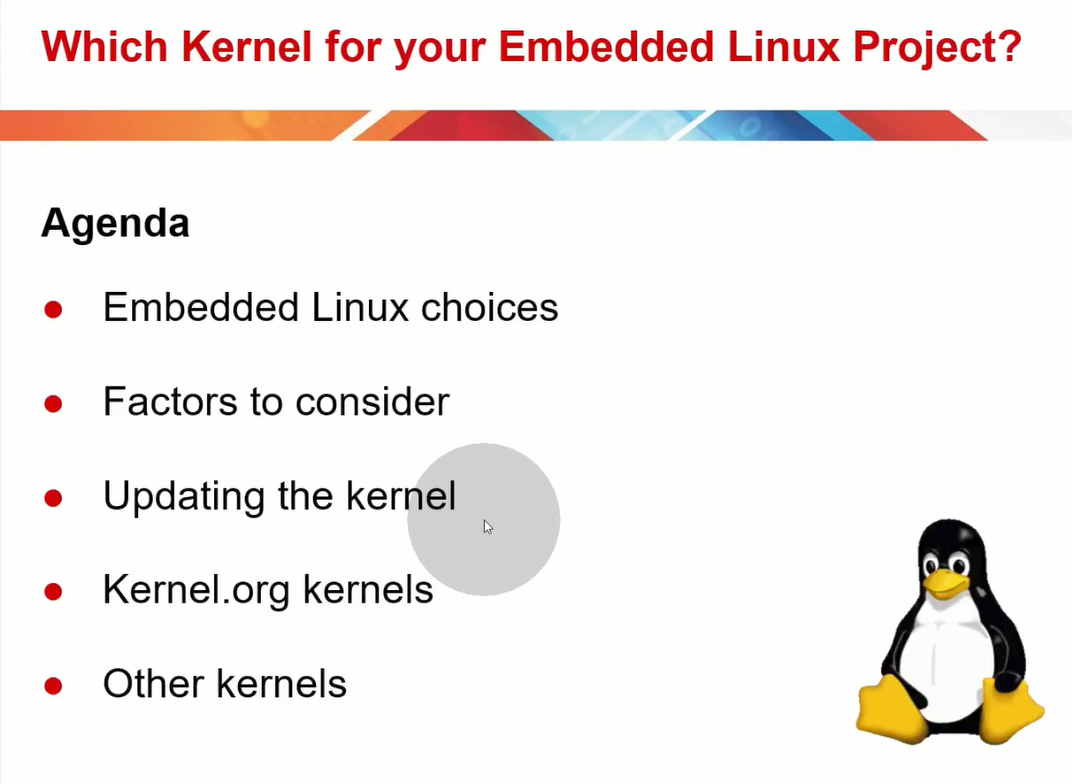 Which Kernel for your Embedded Linux Project?
Agenda
Embedded Linux choices
Factors to consider
Updating the kernel
Kernel.org kernels
Other kernels